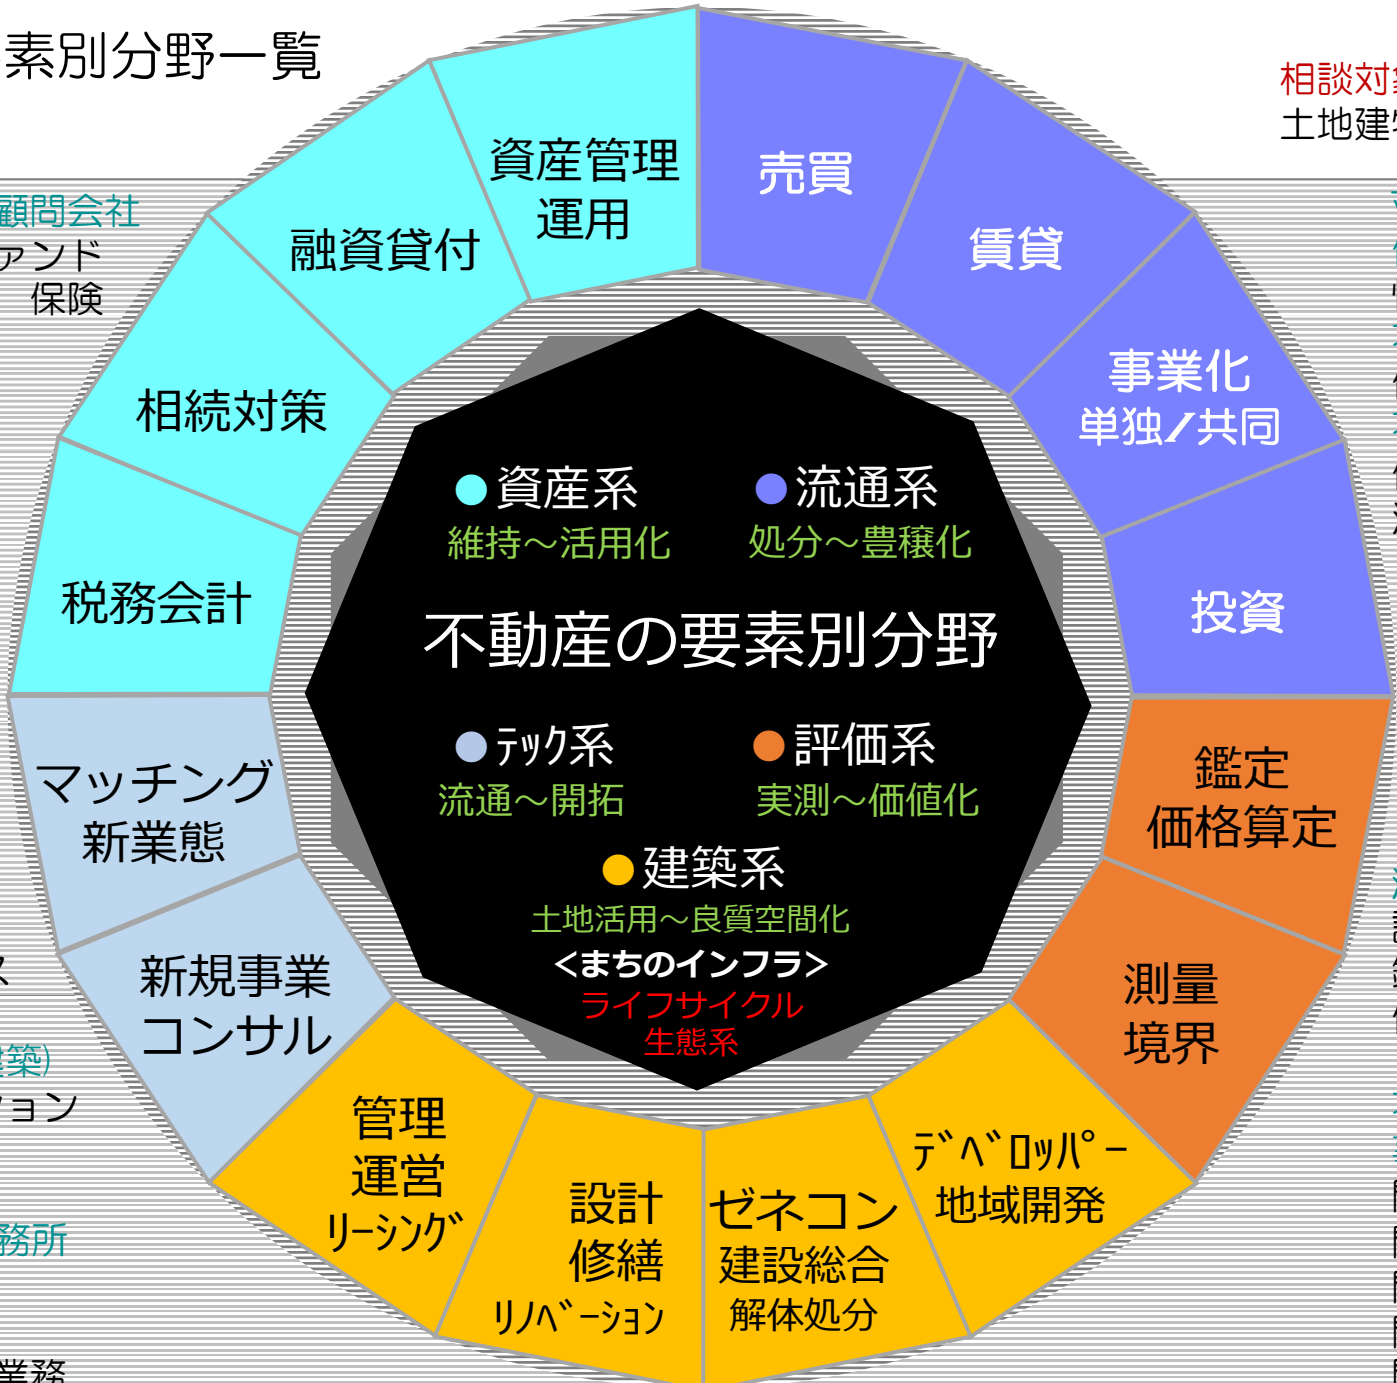 素別分野一覧
相談対
土地建
顧問会社
ァンド
保険
資産管理
運用
融資貸付
相続対策
税務会計
売買
賃貸
事業化
単独/共同
投資
●資産系
維持～活用化
●流通系
処分～豊穣化
不動産の要素別分野
●ﾃｯｸ系
流通～開拓
●評価系
実測～価値化
●建築系
土地活用～良質空間化
<まちのインフラ>
ライフサイクル
生態系
マッチング
新業態
新規事業
コンサル
鑑定
価格算定
測量
境界
管理
運営
ﾘｰｼﾝｸﾞ
設計
修繕
ﾘﾉﾍﾞｰｼｮﾝ
ゼネコン
建設総合
解体処分
ﾃﾞﾍﾞﾛｯﾊﾟｰ
地域開発
ス
築)
ション
務所
業務